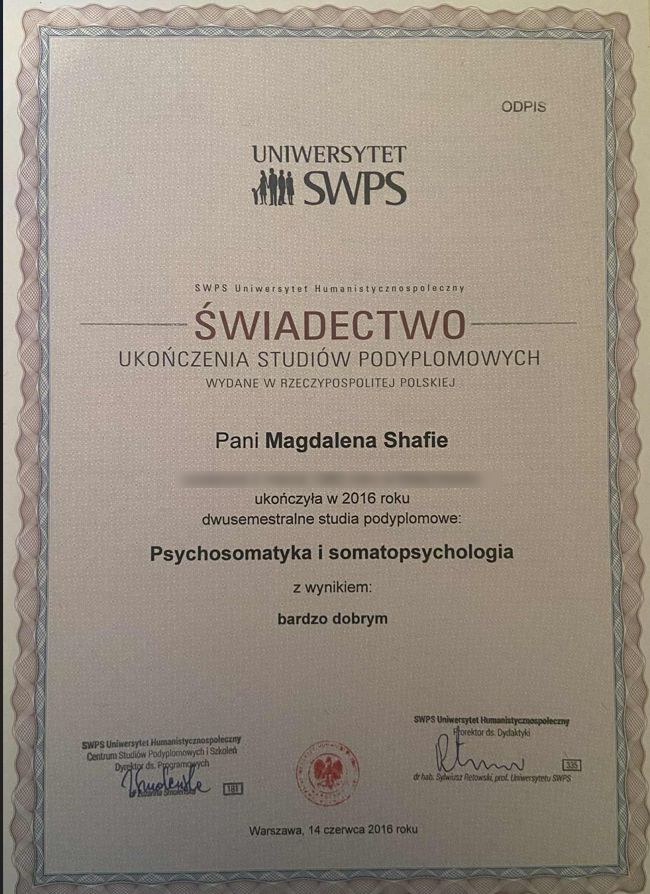 ODPIS
UNIWERSYTET
SWPS
SWPS Uniwersytet Humanistycznospołeczny
ŚWIADECTWO
UKOŃCZENIA STUDIÓW PODYPLOMOWYCH
WYDANE W RZECZYPOSPOLITEJ POLSKIEJ
Pani Magdalena Shafie
ukończyła w 2016 roku
dwusemestralne studia podyplomowe:
Psychosomatyka i somatopsychologia
z wynikiem:
bardzo dobrym
SWPS Uniwersytet Humanistycznospołeczny
Centrum Studiów Podyplomowych i Szkoleń
Dyrektor ds. Programowych
Smoleńska
181
SWPS Uniwersytet Humanistycznospołeczny
Prorektor ds. Dydaktyki
dr hab. Sylwiusz Retowski, prof. Uniwersytetu SWPS
335
Warszawa, 14 czerwca 2016 roku